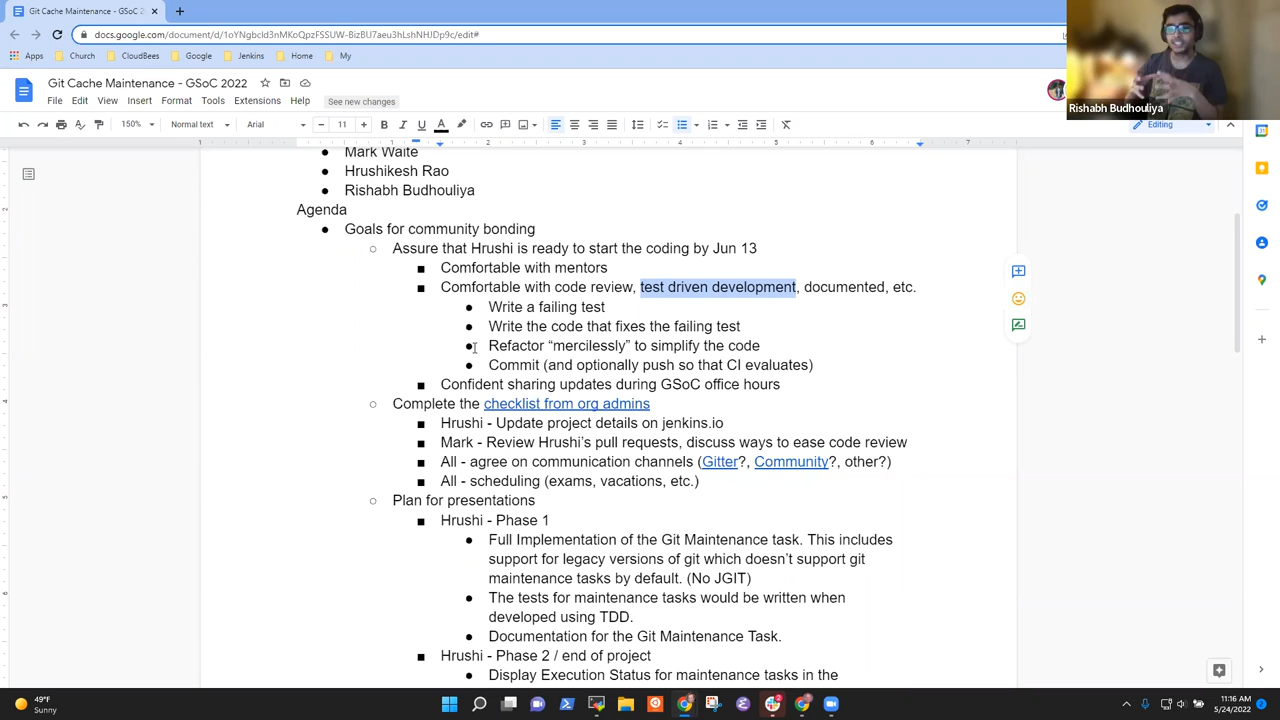 Git Cache Maintenance - GSoC 2
docs.google.com/document/d/1oYNgbcid3nMKoQpzFSSUW-Biz8U7aeu3hLshNHJDp9c/edit#
Apps
Church
CloudBees
Google
Jenkins
Home
My
Git Cache Maintenance - GSoC 2022
File Edit View Insert Format Tools Extensions Help
See new changes
Rishabh Budhouliya
150%
Normal text
Arial
11
Editing
1 1 2 3 4 5 6 7
Mark Waite
Hrushikesh Rao
Rishabh Budhouliya
Agenda
Goals for community bonding
Assure that Hrushi is ready to start the coding by Jun 13
Comfortable with mentors
Comfortable with code review, test driven development, documented, etc.
Write a failing test
Write the code that fixes the failing test
Refactor “mercilessly” to simplify the code
Commit (and optionally push so that CI evaluates)
Confident sharing updates during GSoC office hours
Complete the checklist from org admins
Hrushi - Update project details on jenkins.io
Mark - Review Hrushi’s pull requests, discuss ways to ease code review
All - agree on communication channels (Gitter?, Community?, other?)
All - scheduling (exams, vacations, etc.)
Plan for presentations
Hrushi - Phase 1
Full Implementation of the Git Maintenance task. This includes
support for legacy versions of git which doesn’t support git
maintenance tasks by default. (No JGIT)
The tests for maintenance tasks would be written when
developed using TDD.
Documentation for the Git Maintenance Task.
Hrushi - Phase 2 / end of project
Display Execution Status for maintenance tasks in the
49°F
Sunny
11:16 AM
5/24/2022